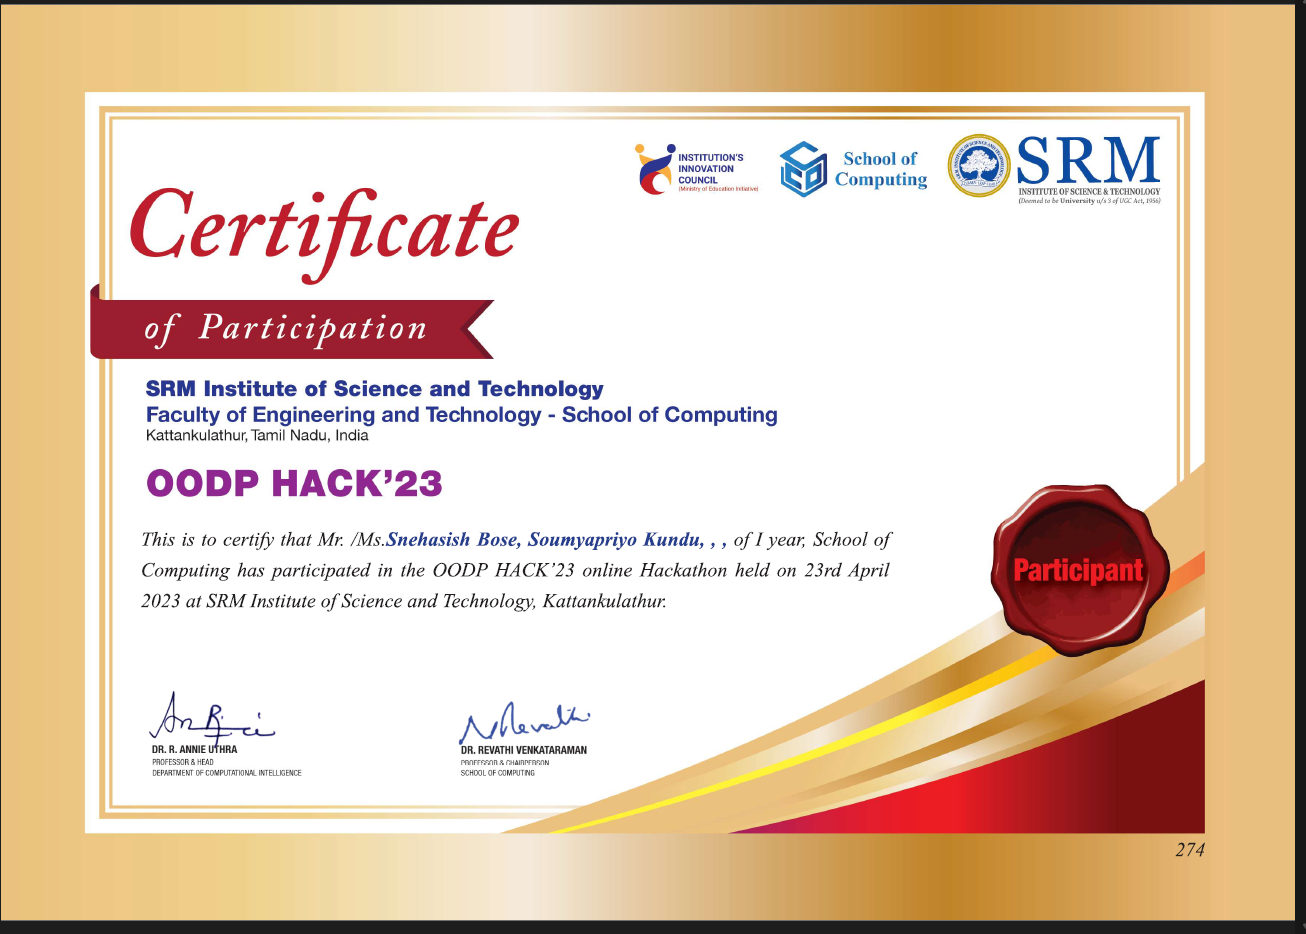 INSTITUTION'S
INNOVATION
COUNCIL
(Ministry of Education Initiative)
School of
Computing
SRM
INSTITUTE OF SCIENCE & TECHNOLOGY
(Deemed to be University u/s 3 of UGC Act, 1956)
Certificate
of Participation
SRM Institute of Science and Technology
Faculty of Engineering and Technology - School of Computing
Kattankulathur, Tamil Nadu, India
OODP HACK'23
This is to certify that Mr. /Ms.Snehasish Bose, Soumyapriyo Kundu, , , of I year, School of
Computing has participated in the OODP HACK'23 online Hackathon held on 23rd April
2023 at SRM Institute of Science and Technology, Kattankulathur.
Participant
DR. R. ANNIE UTHRA
PROFESSOR & HEAD
DEPARTMENT OF COMPUTATIONAL INTELLIGENCE
DR. REVATHI VENKATARAMAN
PROFESSOR & CHAIRPERSON
SCHOOL OF COMPUTING
274